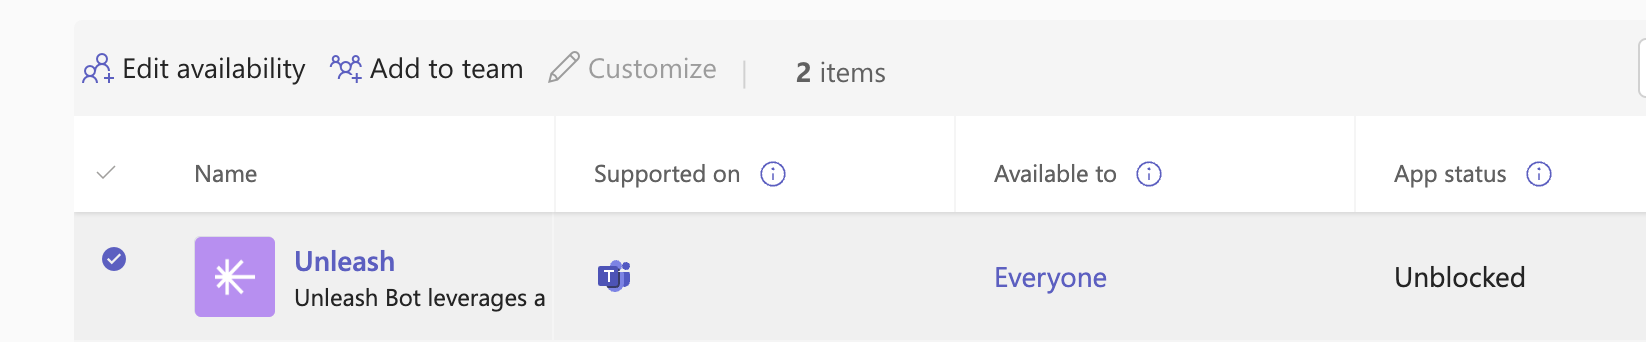 Edit availability Add to team Customize 2 items
Name Supported on Available to App status
Unleash
Unleash Bot leverages a
Everyone Unblocked